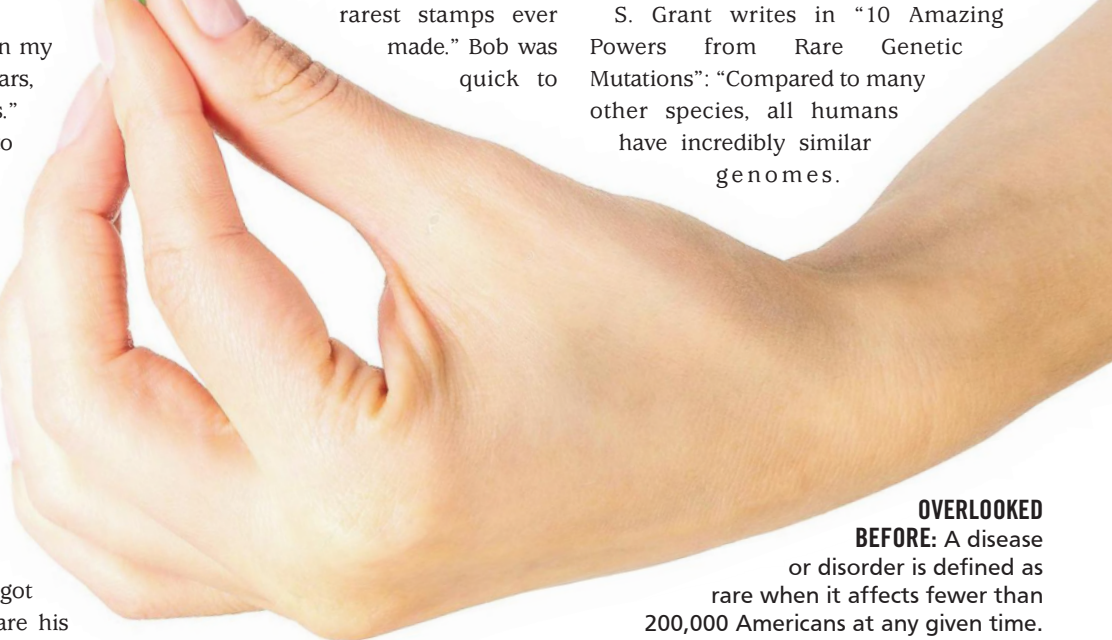 n my
ars,
s.”
o
got
are his
rarest stamps ever
made.” Bob was
quick to
S. Grant writes in “10 Amazing
Powers from Rare Genetic
Mutations”: “Compared to many
other species, all humans
have incredibly similar
genomes.
OVERLOOKED
BEFORE: A disease
or disorder is defined as
rare when it affects fewer than
200,000 Americans at any given time.